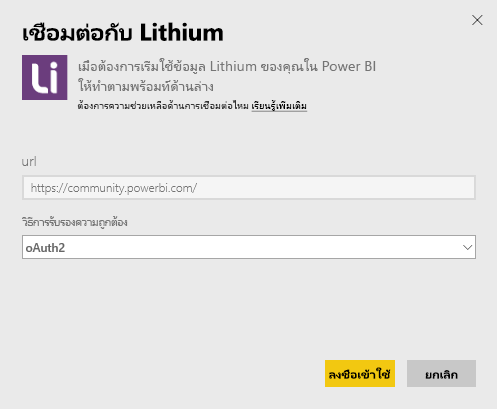 เชื่อมต่อกับ Lithium
Li
เมื่อต้องการเริ่มใช้ข้อมูล Lithium ของคุณใน Power BI
ให้ทำตามพร้อมท์ด้านล่าง
ต้องการความช่วยเหลือด้านการเชื่อมต่อไหม เรียนรู้เพิ่มเติม
url
https://community.powerbi.com/
วิธีการรับรองความถูกต้อง
oAuth2
ลงชื่อเข้าใช้ ยกเลิก